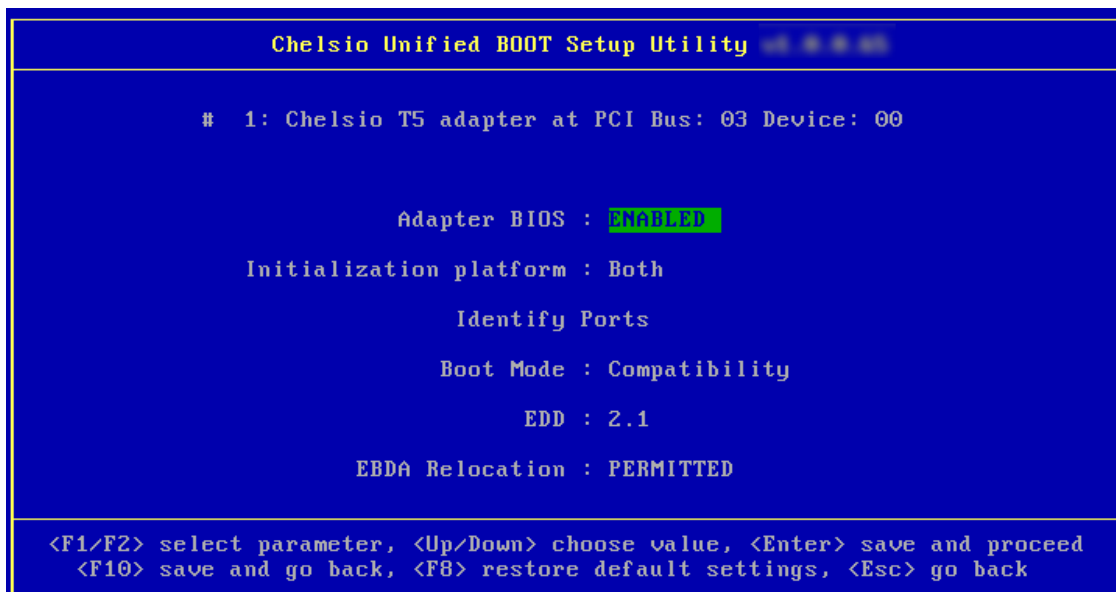 Chelsio Unified BOOT Setup Utility
# 1: Chelsio T5 adapter at PCI Bus: 03 Device: 00
Adapter BIOS : ENABLED
Initialization platform : Both
Identify Ports
Boot Mode : Compatibility
EDD : 2.1
EBDA Relocation : PERMITTED
<F1/F2> select parameter, <Up/Down> choose value, <Enter> save and proceed
<F10> save and go back, <F8> restore default settings, <Esc> go back